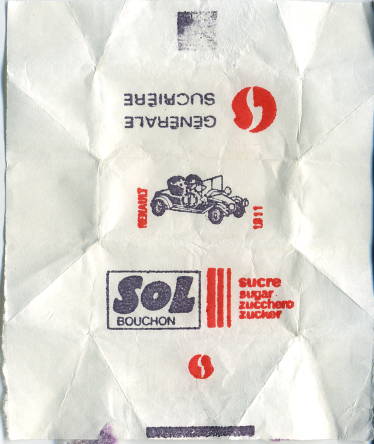 GÉNÉRALE
SUCRIÈRE
RENAULT
1911
SOL
BOUCHON
sucre
sugar
zucchero
zucker